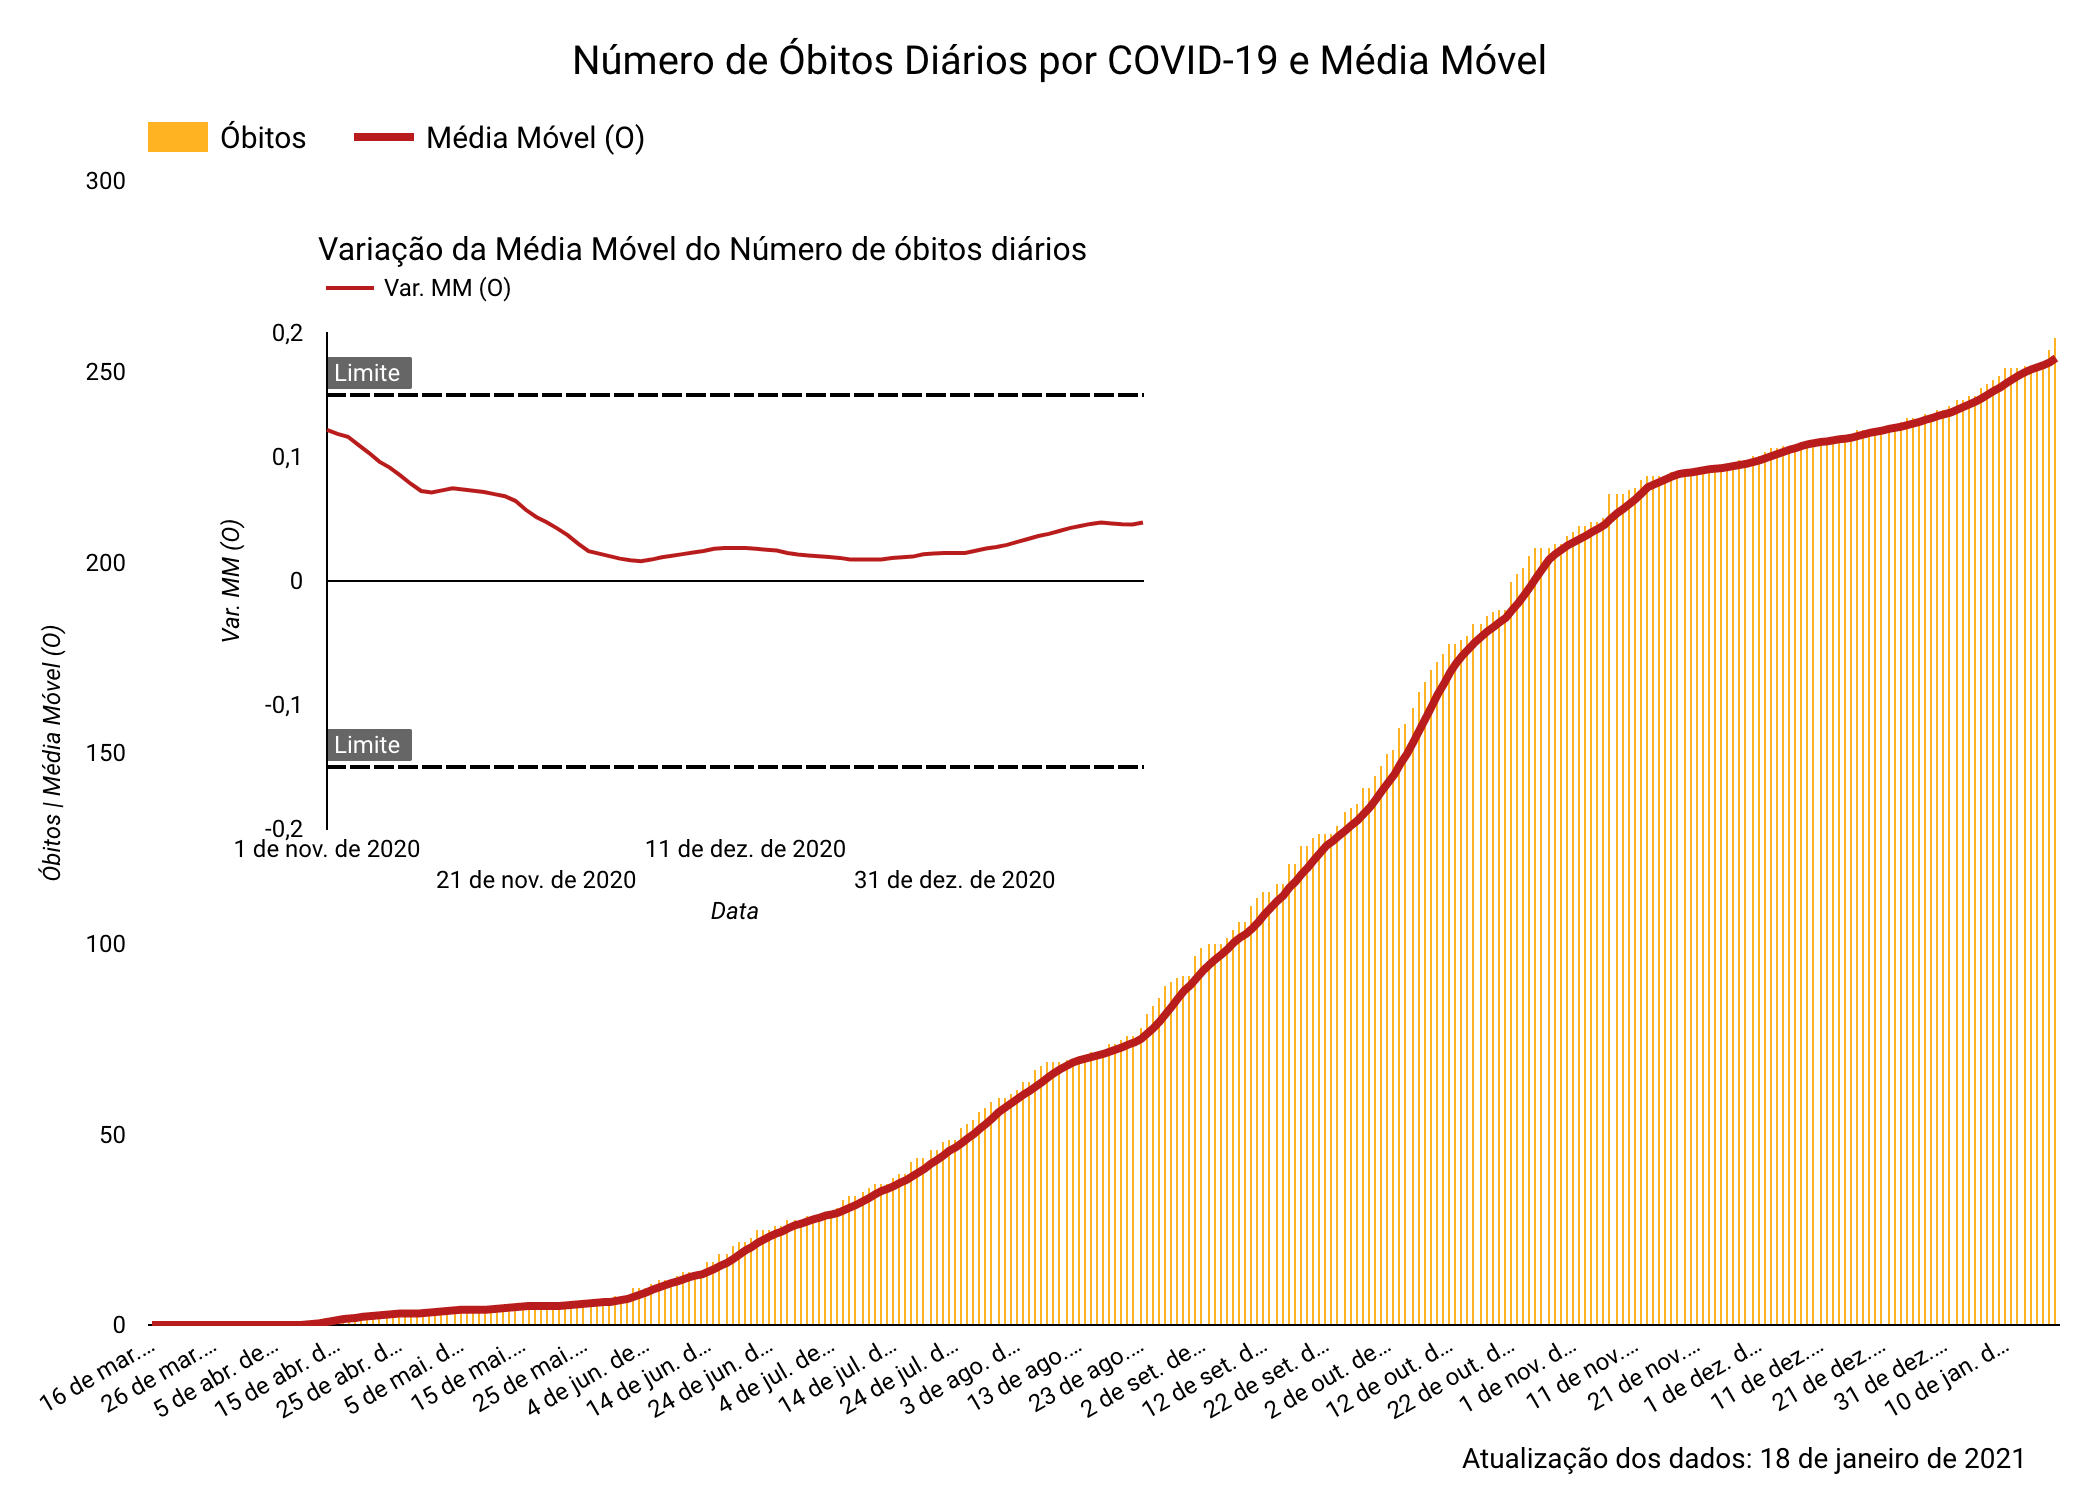 Número de Óbitos Diários por COVID-19 e Média Móvel
Óbitos
Média Móvel (O)
300
250
200
150
100
50
0
Óbitos | Média Móvel (O)
Variação da Média Móvel do Número de óbitos diários
Var. MM (O)
0,2
0,1
0
-0,1
-0,2
Var. MM (O)
Limite
Limite
1 de nov. de 2020
11 de dez. de 2020
21 de nov. de 2020
31 de dez. de 2020
Data
16 de mar....
26 de mar....
5 de abr. de...
15 de abr. d...
25 de abr. d...
5 de mai. d...
15 de mai....
25 de mai....
4 de jun. de...
14 de jun. d...
24 de jun. d...
4 de jul. de...
14 de jul. d...
24 de jul. d...
3 de ago. d...
13 de ago....
23 de ago....
2 de set. de...
12 de set. d...
22 de set. d...
2 de out. de...
12 de out. d...
22 de out. d...
1 de nov. d...
11 de nov....
21 de nov....
1 de dez. d...
11 de dez....
21 de dez....
31 de dez....
10 de jan. d...
Atualização dos dados: 18 de janeiro de 2021